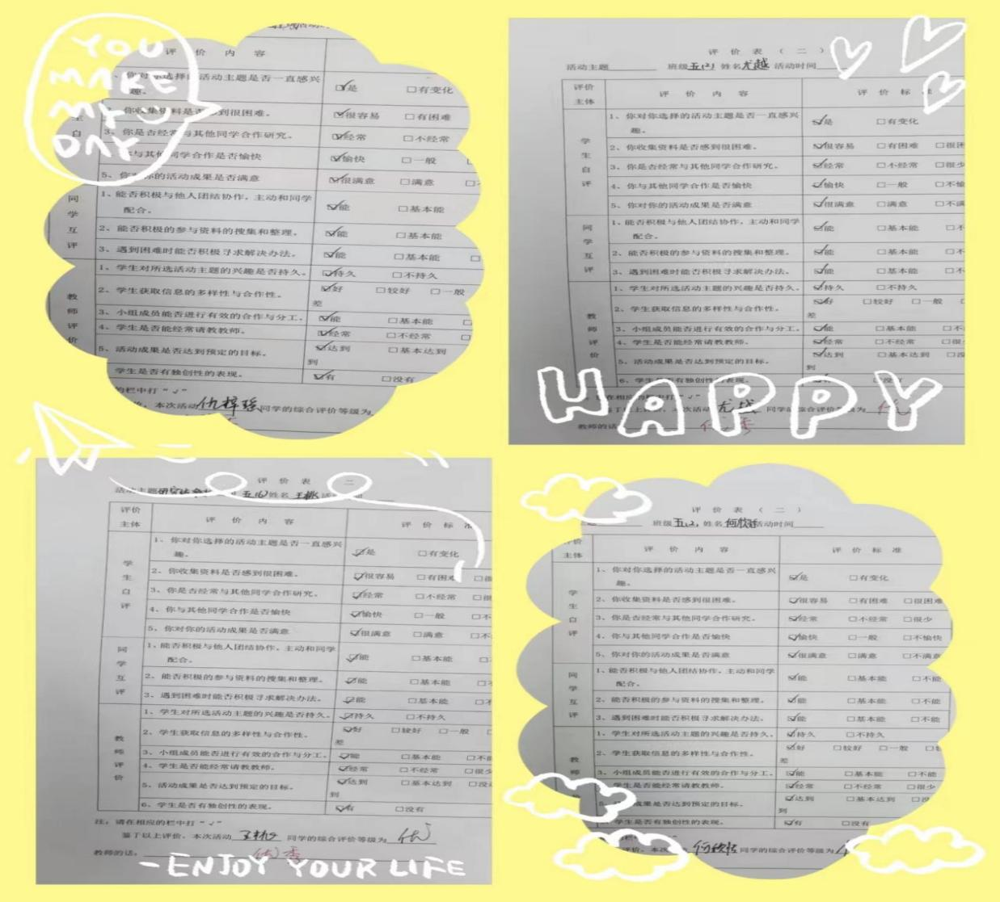 YOU
MAKE
MY
DAY
评 价 内 容
你对你选择的活动主题是否一直感兴
趣。
☑是 □有变化
你收集资料是否感到很困难。 ☑很容易 □有困难
3、你是否经常与其他同学合作研究。 ☑经常 □不经常
你与其他同学合作是否愉快 ☑愉快 □一般
5、你对你的活动成果是否满意 ☑很满意 □满意
生
自
同
学
互
评
1、能否积极与他人团结协作，主动和同学
配合。
☑能 □基本能
2、能否积极的参与资料的搜集和整理。 ☑能 □基本能
3、遇到困难时能否积极寻求解决办法。 ☑能 □基本能
教
师
评
价
1、学生对所选活动主题的兴趣是否持久。 ☑持久 □不持久
2、学生获取信息的多样性与合作性。 ☑好 □较好 □一般
差
3、小组成员能否进行有效的合作与分工。 ☑能 □基本能
4、学生是否能经常请教教师。 ☑经常 □不经常
5、活动成果是否达到预定的目标。 ☑达到 □基本达到
到
学生是否有独创性的表现。 ☑有 □没有
的栏中打“√”
本次活动仇梓瑶同学的综合评价等级为
评 价 表 （ 二 ）
活动主题 班级五(2) 姓名尤越 活动时间
评价
主体
评 价 内 容 评 价 标
学
生
自
评
1、你对你选择的活动主题是否一直感兴
趣。
☑是 □有变化
2、你收集资料是否感到很困难。 ☑很容易 □有困难 □很困
3、你是否经常与其他同学合作研究。 ☑经常 □不经常 □很少
4、你与其他同学合作是否愉快 ☑愉快 □一般 □不愉
5、你对你的活动成果是否满意 ☑很满意 □满意 □不满
同
学
互
评
1、能否积极与他人团结协作，主动和同学
配合。
☑能 □基本能 □不
2、能否积极的参与资料的搜集和整理。 ☑能 □基本能 □不
3、遇到困难时能否积极寻求解决办法。 ☑能 □基本能 □不
教
师
评
价
1、学生对所选活动主题的兴趣是否持久。 ☑持久 □不持久
2、学生获取信息的多样性与合作性。 ☑好 □较好 □一般
差
3、小组成员能否进行有效的合作与分工。 ☑能 □基本能 □不
4、学生是否能经常请教教师。 ☑经常 □不经常 □很
5、活动成果是否达到预定的目标。 ☑达到 □基本达到 □没
到
6、学生是否有独创性的表现。
在相应的栏中打“√”
鉴于以上评价，本次活动 尤越 同学的综合评价等级为 优
教师的话： 优秀
HAPPY
评 价 表 二
活动主题 五(2) 姓名 活
评价
主体
评 价 内 容 评 价 标 准
学
生
自
评
1、你对你选择的活动主题是否一直感兴
趣。
☑是 □有变化
2、你收集资料是否感到很困难。 ☑很容易 □有困难 □很
3、你是否经常与其他同学合作研究。 ☑经常 □不经常 □很
4、你与其他同学合作是否愉快 ☑愉快 □一般 □不
5、你对你的活动成果是否满意 ☑很满意 □满意 □不
同
学
互
评
1、能否积极与他人团结协作，主动和同学
配合。
☑能 □基本能
2、能否积极的参与资料的搜集和整理。 ☑能 □基本能
3、遇到困难时能否积极寻求解决办法。 ☑能 □基本能 □不
教
师
评
价
1、学生对所选活动主题的兴趣是否持久。 ☑持久 □不持久
2、学生获取信息的多样性与合作性。 ☑好 □较好 □一般
差
3、小组成员能否进行有效的合作与分工。 ☑能 □基本能 □不能
4、学生是否能经常请教教师。 ☑经常 □不经常 □很少
5、活动成果是否达到预定的目标。 ☑达到 □基本达到 □没
到
6、学生是否有独创性的表现。 ☑有 □没有
注：请在相应的栏中打“√”
鉴于以上评价，本次活动 同学的综合评价等级为 优
教师的话： 优秀
-ENJOY YOUR LIFE
评 价 表 （ 二 ）
班级五(2) 姓名 活动时间
评价
主体
评 价 内 容 评 价 标 准
学
生
自
评
1、你对你选择的活动主题是否一直感兴
趣。
☑是 □有变化
2、你收集资料是否感到很困难。 ☑很容易 □有困难 □很困难
3、你是否经常与其他同学合作研究。 ☑经常 □不经常 □很少
4、你与其他同学合作是否愉快 ☑愉快 □一般 □不愉快
5、你对你的活动成果是否满意 ☑很满意 □满意 □不满意
同
学
互
评
1、能否积极与他人团结协作，主动和同学
配合。
☑能 □基本能 □不能
2、能否积极的参与资料的搜集和整理。 ☑能 □基本能 □不能
3、遇到困难时能否积极寻求解决办法。 ☑能 □基本能 □不能
教
师
1、学生对所选活动主题的兴趣是否持久。 ☑持久 □不持久
2、学生获取信息的多样性与合作性。 ☑好 □较好 □一般
差
3、小组成员能否进行有效的合作与分工。 ☑能 □基本能 □不能
学生是否能经常请教教师。 ☑经常 □不经常 □很少
成果是否达到预定的目标。 ☑达到 □基本达到 □没
到
学生是否有独创性的表现。 ☑有 □没有
评价，本次 同学的综合评价等级为